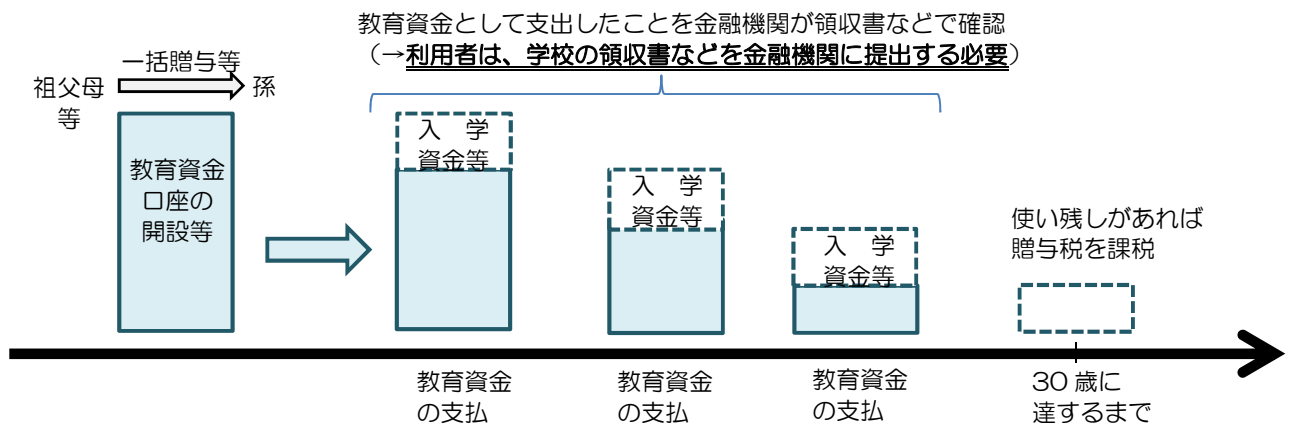 教育資金として支出したことを金融機関が領収書などで確認
（→利用者は、学校の領収書などを金融機関に提出する必要）
一括贈与等
祖父母
等
孫
教育資金
口座の
開設等
入　学
資金等
入　学
資金等
入　学
資金等
使い残しがあれば
贈与税を課税
教育資金
の支払
教育資金
の支払
教育資金
の支払
30 歳に
達するまで